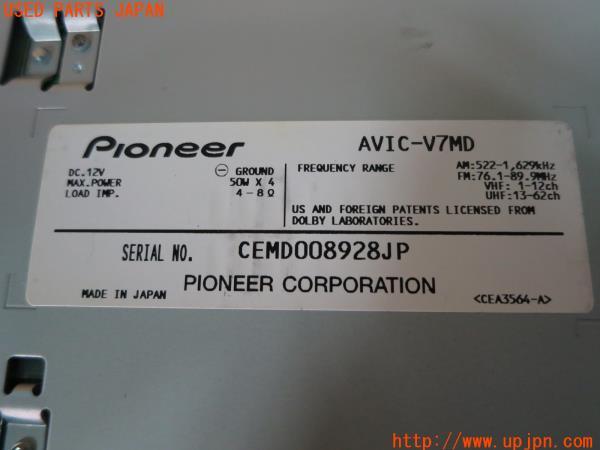 USED PARTS JAPAN
Pioneer
AVIC-V7MD
DC.12V ⊖ GROUND
MAX.POWER 50W X 4
LOAD IMP. 4-8Ω
FREQUENCY RANGE AM:522-1,629kHz
FM:76.1-89.9MHz
VHF: 1-12ch
UHF:13-62ch
US AND FOREIGN PATENTS LICENSED FROM
DOLBY LABORATORIES.
SERIAL NO. CEMD008928JP
MADE IN JAPAN PIONEER CORPORATION <CEA3564-A>
http://www.upjpn.com/